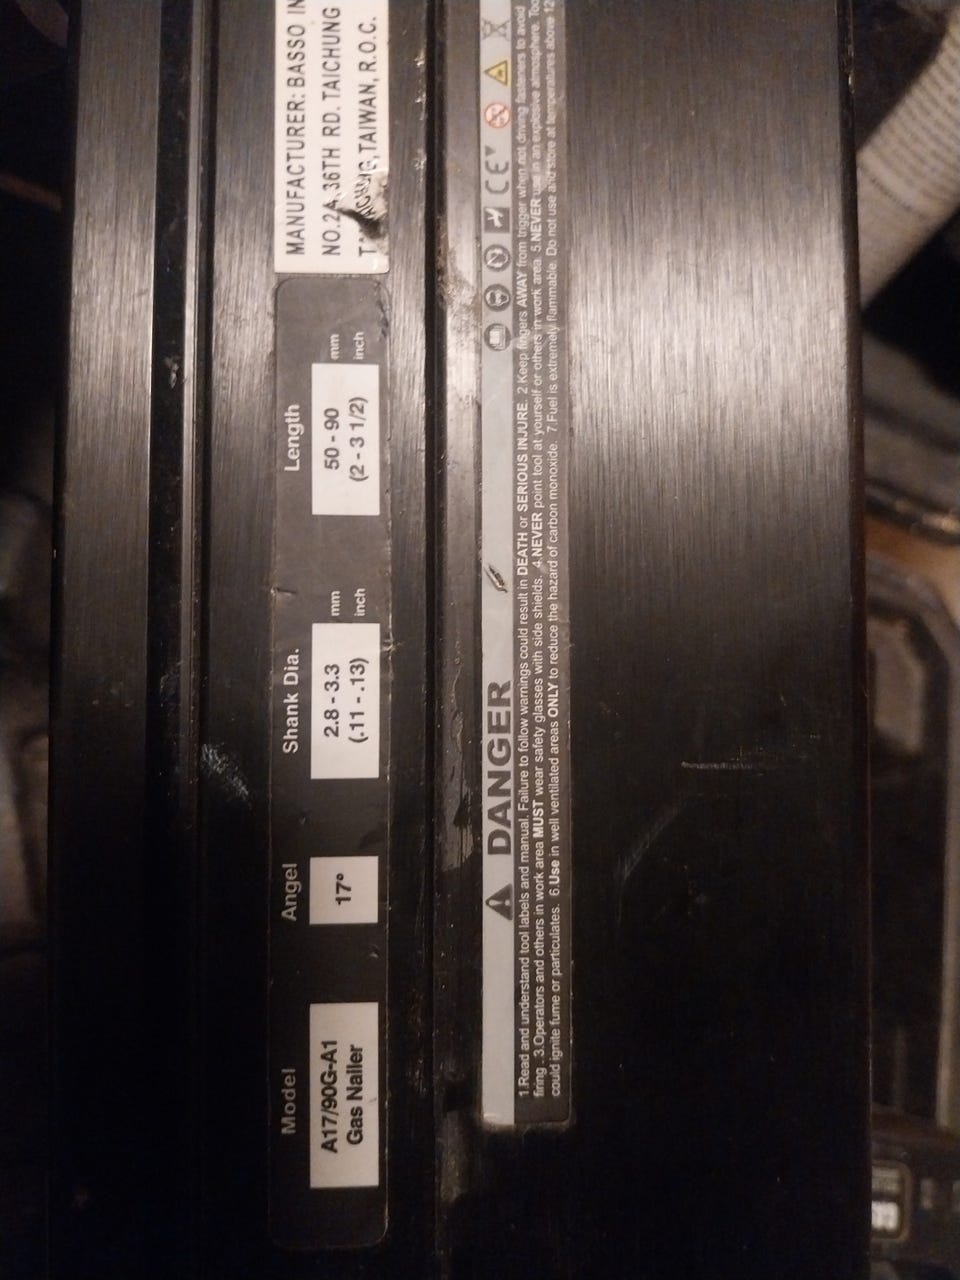 Model
A17/90G-A1
Gas Naller
Angel
17°
Shank Dia.
2.8 - 3.3
(.11 - .13)
mm
inch
Length
50 - 90
(2 - 3 1/2)
mm
inch
MANUFACTURER: BASSO IN
NO.24,36TH RD. TAICHUNG
TAICHUNG,TAIWAN, R.O.C.
DANGER
CE
1.Read and understand tool labels and manual. Failure to follow warnings could result in DEATH or SERIOUS INJURE. 2 Keep fingers AWAY from trigger when not driving fasteners to avoid
firing . 3.Operators and others in work area MUST wear safety glasses with side shields. 4.NEVER point tool at yourself or others in work area. 5.NEVER use in an explosive atmosphere. Too
could ignite fume or particulates. 6.Use in well ventilated areas ONLY to reduce the hazard of carbon monoxide. 7.Fuel is extremely flammable. Do not use and store at temperatures above 12